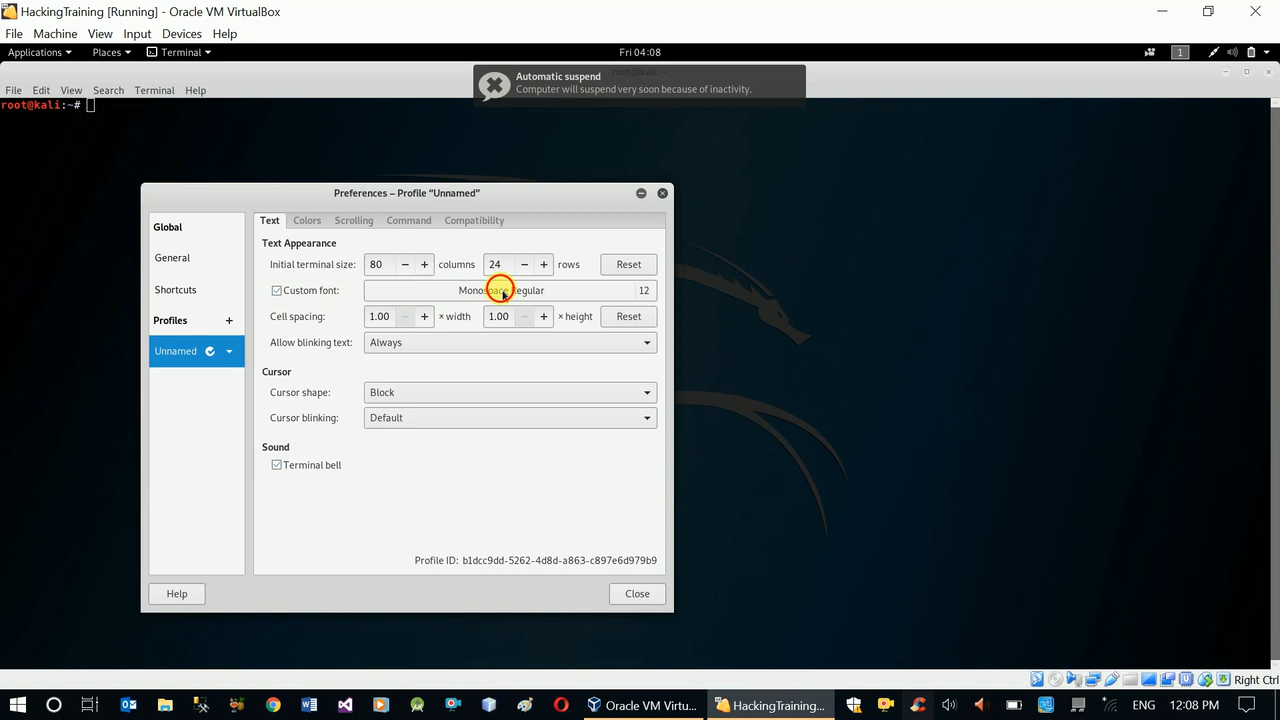 HackingTraining [Running] - Oracle VM VirtualBox
File Machine View Input Devices Help
Applications Places Terminal Fri 04:08 1
Automatic suspend
Computer will suspend very soon because of inactivity.
File Edit View Search Terminal Help
root@kali:~#
Preferences – Profile “Unnamed”
Global
General
Shortcuts
Profiles +
Unnamed
Text Colors Scrolling Command Compatibility
Text Appearance
Initial terminal size: 80 − + columns 24 − + rows Reset
Custom font: Monospace Regular 12
Cell spacing: 1.00 − + × width 1.00 − + × height Reset
Allow blinking text: Always
Cursor
Cursor shape: Block
Cursor blinking: Default
Sound
Terminal bell
Profile ID: b1dcc9dd-5262-4d8d-a863-c897e6d979b9
Help Close
Right Ctrl
Oracle VM Virtu... HackingTraining... ENG 12:08 PM